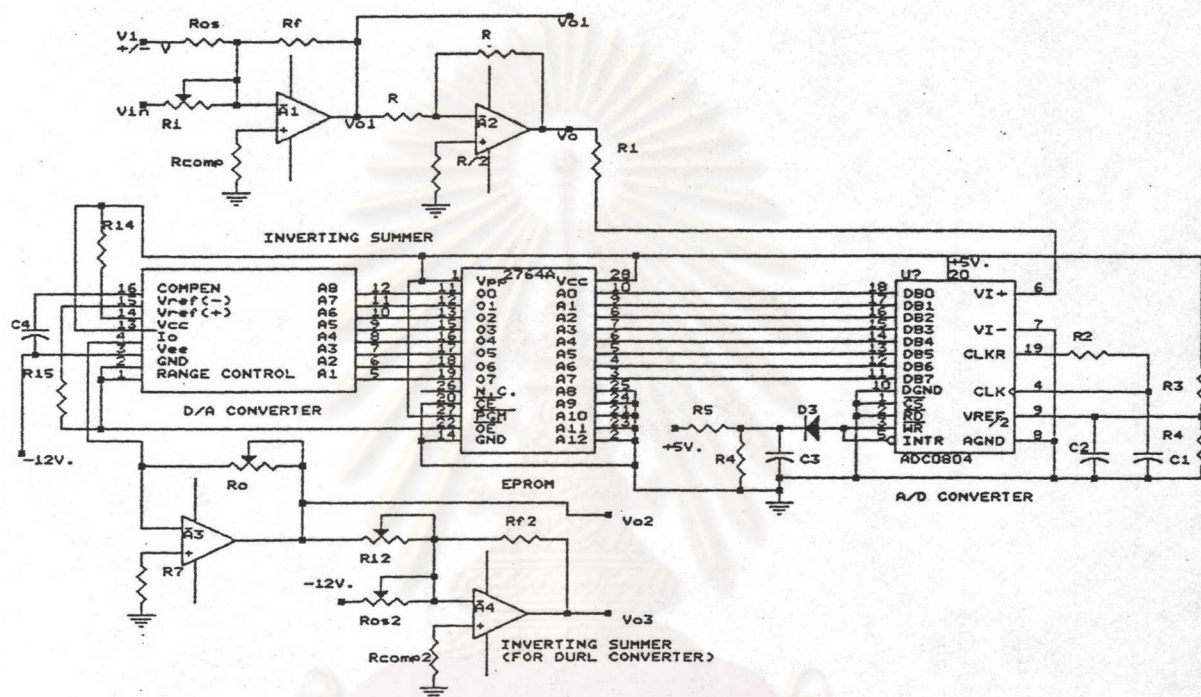 Ros
Rf
Vo1
V1
+/- V
R
Vin
Ri
A1
Vo1
R
A2
Vo
R1
Rcomp
R/2
R14
INVERTING SUMMER
16 COMPEN A8 12
15 Vref(-) A7 11
14 Vref(+) A6 10
13 Vcc A5 9
Io A4 8
Vee A3
2 GND A2 6
1 RANGE CONTROL A1 5
D/A CONVERTER
C4
R15
-12V.
2764A
1 Vpp Vcc 28
11 O0 A0 10
12 O1 A1 9
13 O2 A2
15 O3 A3
16 O4 A4
17 O5 A5
18 O6 A6 4
19 O7 A7 3
26 N.C. A8 25
20 CE A9 24
27 PGM A10 21
22 OE A11 23
14 GND A12 2
EPROM
+5V.
U? 20
18 DB0 VI+ 6
17 DB1
16 DB2 VI- 7
15 DB3
14 DB4 CLKR 19
13 DB5
12 DB6 CLK 4
11 DB7
10 DGND
1 CS VREF/2 9
2 RD
3 WR
5 INTR AGND 8
ADC0804
A/D CONVERTER
R2
R3
R4
C2
C1
R5
D3
+5V.
R4
C3
Ro
A3
R7
Vo2
Ri2
Rf2
-12V.
Ros2
A4
Vo3
Rcomp2
INVERTING SUMMER
(FOR DURL CONVERTER)